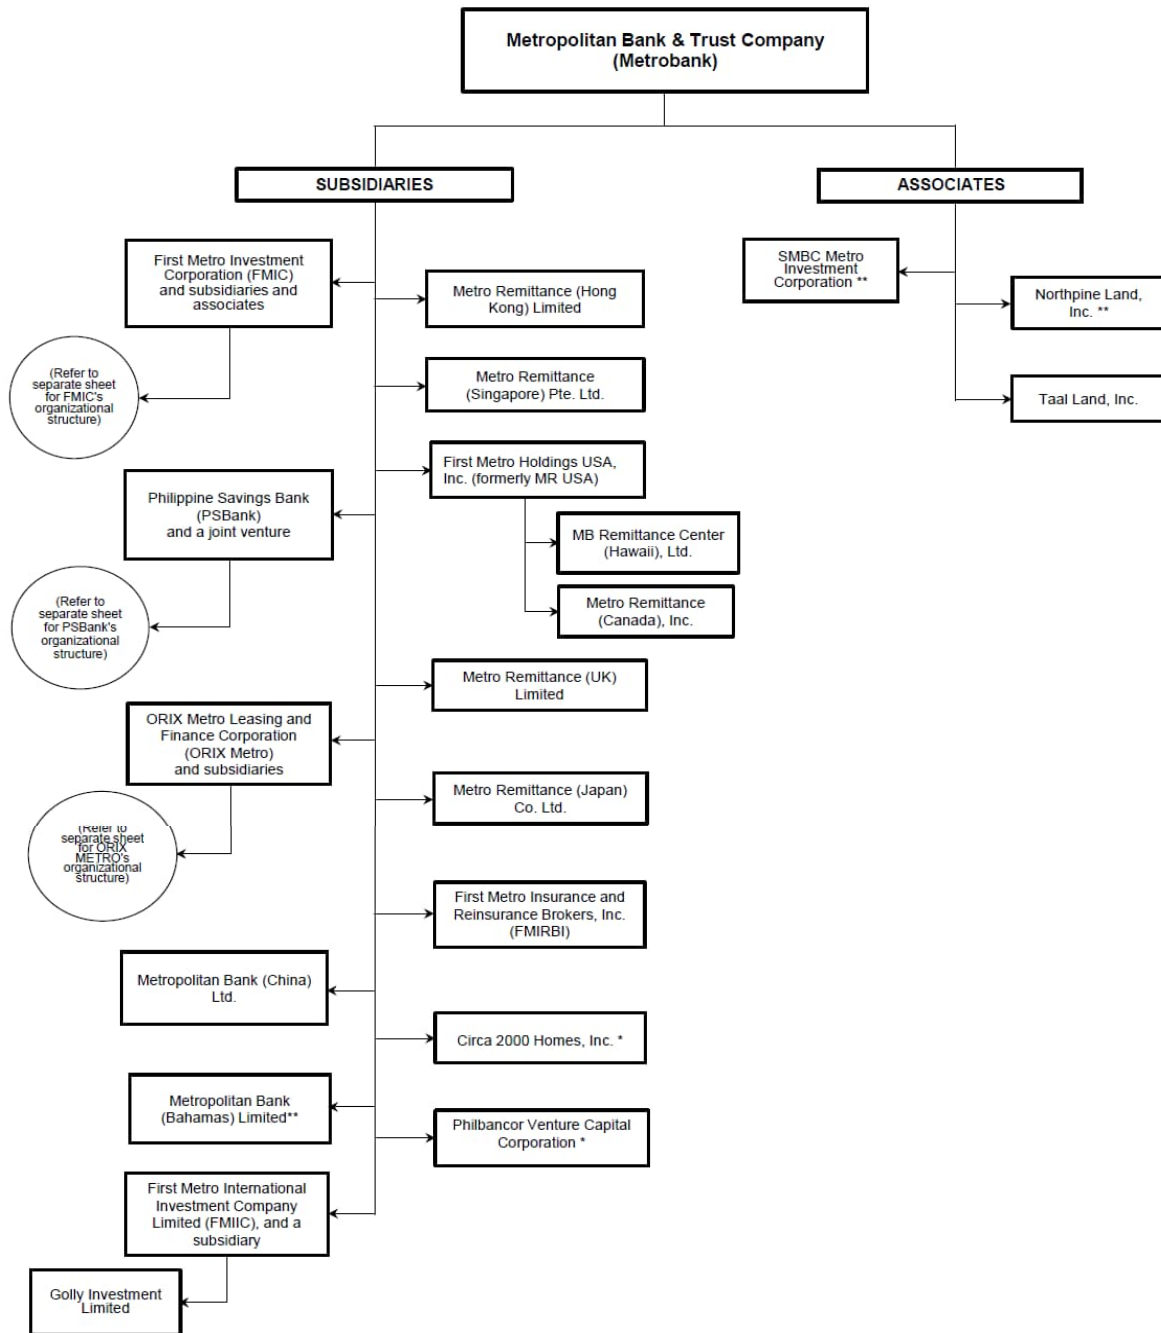 Metropolitan Bank & Trust Company
(Metrobank)
SUBSIDIARIES
ASSOCIATES
First Metro Investment
Corporation (FMIC)
and subsidiaries and
associates
(Refer to
separate sheet
for FMIC's
organizational
structure)
Philippine Savings Bank
(PSBank)
and a joint venture
(Refer to
separate sheet
for PSBank's
organizational
structure)
ORIX Metro Leasing and
Finance Corporation
(ORIX Metro)
and subsidiaries
(Refer to
separate sheet
for ORIX
METRO's
organizational
structure)
Metropolitan Bank (China)
Ltd.
Metropolitan Bank
(Bahamas) Limited**
First Metro International
Investment Company
Limited (FMIIC), and a
subsidiary
Golly Investment
Limited
Metro Remittance (Hong
Kong) Limited
Metro Remittance
(Singapore) Pte. Ltd.
First Metro Holdings USA,
Inc. (formerly MR USA)
MB Remittance Center
(Hawaii), Ltd.
Metro Remittance
(Canada), Inc.
Metro Remittance (UK)
Limited
Metro Remittance (Japan)
Co. Ltd.
First Metro Insurance and
Reinsurance Brokers, Inc.
(FMIRBI)
Circa 2000 Homes, Inc. *
Philbancor Venture Capital
Corporation *
SMBC Metro
Investment
Corporation **
Northpine Land,
Inc. **
Taal Land, Inc.